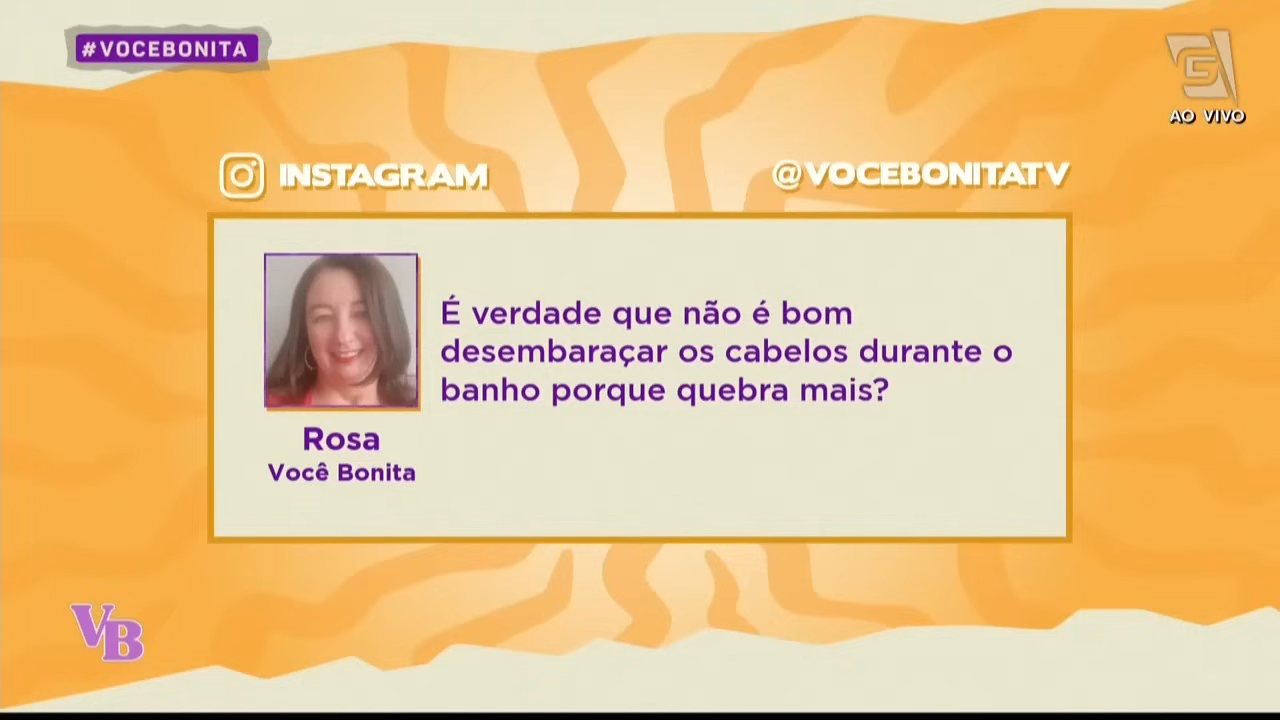 #VOCEBONITA
AO VIVO
INSTAGRAM
@VOCEBONITATV
É verdade que não é bom
desembaraçar os cabelos durante o
banho porque quebra mais?
Rosa
Você Bonita
VB